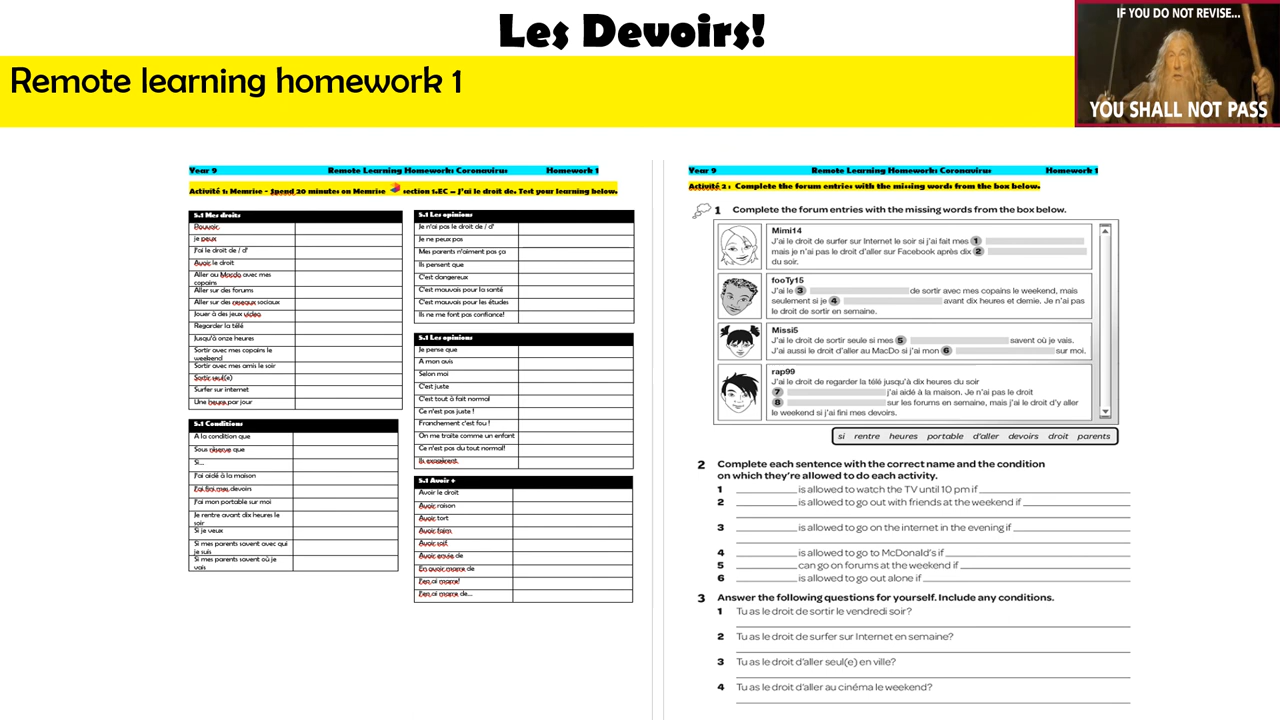 Les Devoirs!
IF YOU DO NOT REVISE...
YOU SHALL NOT PASS
Remote learning homework 1
Year 9 Remote Learning Homework: Coronavirus Homework 1
Activité 1: Memrise - Spend 20 minutes on Memrise section 5.EC – J'ai le droit de. Test your learning below.
5.1 Mes droits
Pouvoir
je peux
J'ai le droit de / d'
Avoir le droit
Aller au Macdo avec mes
copains
Aller sur des forums
Aller sur des oseaux sociaux
Jouer à des jeux video
Regarder la télé
Jusqu'à onze heures
Sortir avec mes copains le
weekend
Sortir avec mes amis le soir
Sortir seul(e)
Surfer sur internet
Une heure par jour
5.1 Conditions
A la condition que
Sous réserve que
Si...
J'ai aidé à la maison
J'ai fini mes devoirs
J'ai mon portable sur moi
Je rentre avant dix heures le
soir
Si je veux
Si mes parents savent avec qui
je suis
Si mes parents savent où je
vais
5.1 Les opinions
Je n'ai pas le droit de / d'
Je ne peux pas
Mes parents n'aiment pas ça
Ils pensent que
C'est dangereux
C'est mauvais pour la santé
C'est mauvais pour les études
Ils ne me font pas confiance!
5.1 Les opinions
Je pense que
A mon avis
Selon moi
C'est juste
C'est tout à fait normal
Ce n'est pas juste !
Franchement c'est fou !
On me traite comme un enfant
Ce n'est pas du tout normal!
Ils exagèrent
5.1 Avoir +
Avoir le droit
Avoir raison
Avoir tort
Avoir faim
Avoir soif
Avoir envie de
En avoir marre de
J'en ai marre!
J'en ai marre de...
Year 9 Remote Learning Homework: Coronavirus Homework 1
Activité 2 : Complete the forum entries with the missing words from the box below.
1 Complete the forum entries with the missing words from the box below.
Mimi14
J'ai le droit de surfer sur Internet le soir si j'ai fait mes 1
mais je n'ai pas le droit d'aller sur Facebook après dix 2
du soir.
fooTy15
J'ai le 3 de sortir avec mes copains le weekend, mais
seulement si je 4 avant dix heures et demie. Je n'ai pas
le droit de sortir en semaine.
Missi5
J'ai le droit de sortir seule si mes 5 savent où je vais.
J'ai aussi le droit d'aller au MacDo si j'ai mon 6 sur moi.
rap99
J'ai le droit de regarder la télé jusqu'à dix heures du soir
7 j'ai aidé à la maison. Je n'ai pas le droit
8 sur les forums en semaine, mais j'ai le droit d'y aller
le weekend si j'ai fini mes devoirs.
si rentre heures portable d'aller devoirs droit parents
2 Complete each sentence with the correct name and the condition
on which they're allowed to do each activity.
1 ____________ is allowed to watch the TV until 10 pm if ____________
2 ____________ is allowed to go out with friends at the weekend if ____________
3 ____________ is allowed to go on the internet in the evening if ____________
4 ____________ is allowed to go to McDonald's if ____________
5 ____________ can go on forums at the weekend if ____________
6 ____________ is allowed to go out alone if ____________
3 Answer the following questions for yourself. Include any conditions.
1 Tu as le droit de sortir le vendredi soir?
2 Tu as le droit de surfer sur Internet en semaine?
3 Tu as le droit d'aller seul(e) en ville?
4 Tu as le droit d'aller au cinéma le weekend?